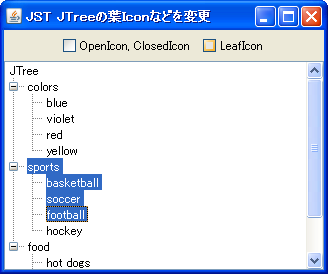 JST JTreeの葉Iconなどを変更
OpenIcon, ClosedIcon LeafIcon
JTree
colors
blue
violet
red
yellow
sports
basketball
soccer
football
hockey
food
hot dogs